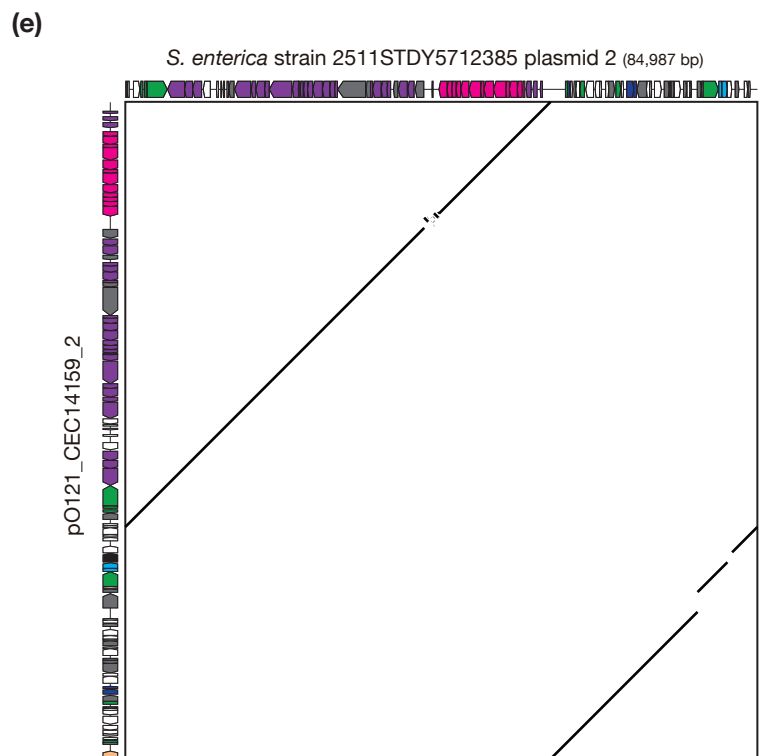 (e)
S. enterica strain 2511STDY5712385 plasmid 2 (84,987 bp)
pO121_CEC14159_2